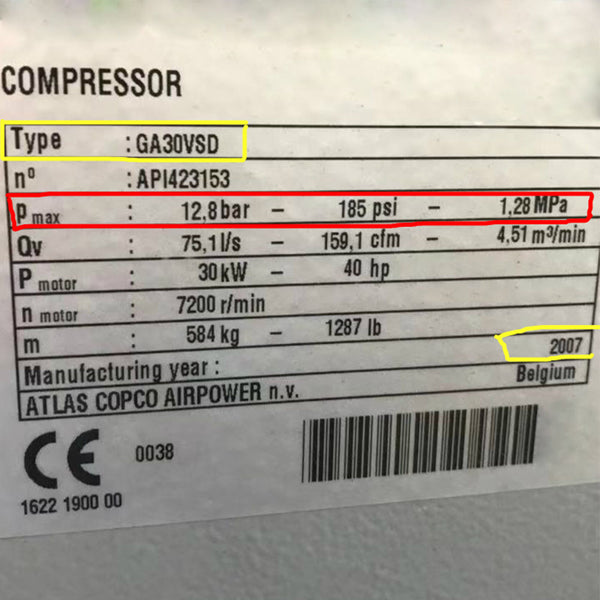 COMPRESSOR
Type : GA30VSD
nº : API423153
P max : 12,8 bar – 185 psi – 1,28 MPa
Qv : 75,1 l/s – 159,1 cfm – 4,51 m³/min
P motor : 30 kW – 40 hp
n motor : 7200 r/min
m : 584 kg – 1287 lb
Manufacturing year : 2007
ATLAS COPCO AIRPOWER n.v. Belgium
CE 0038
1622 1900 00